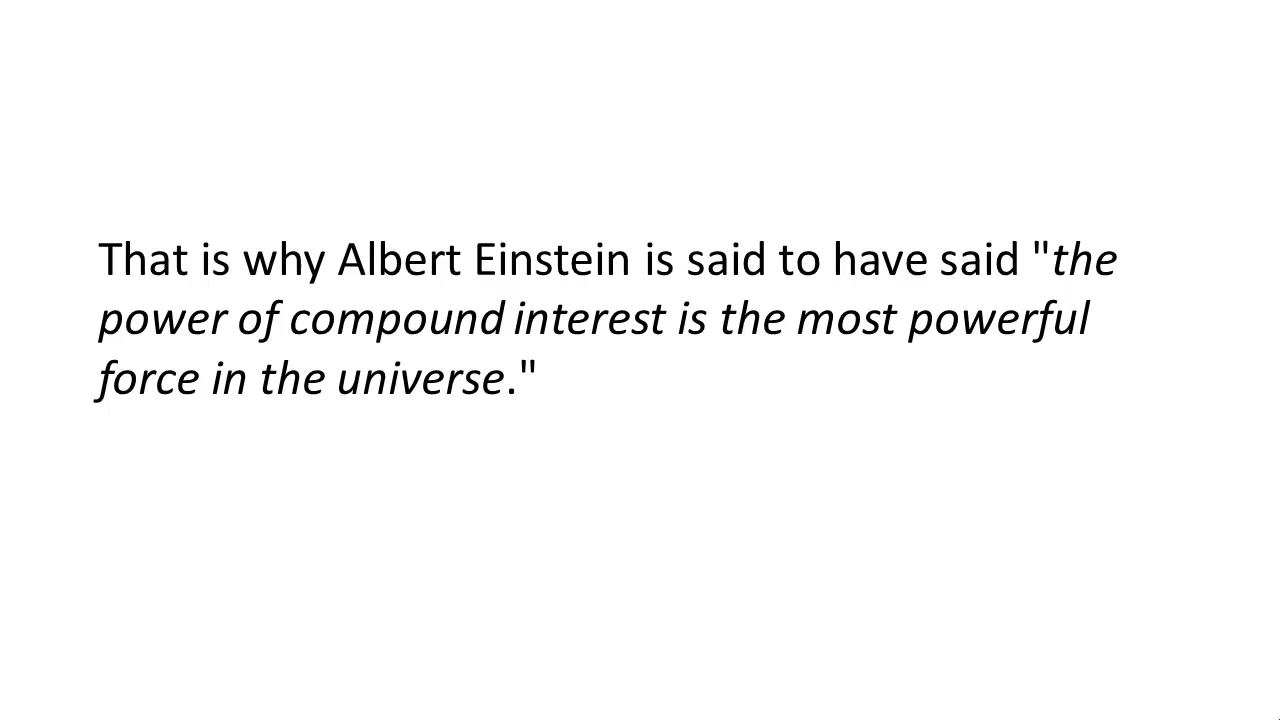 That is why Albert Einstein is said to have said "the
power of compound interest is the most powerful
force in the universe."